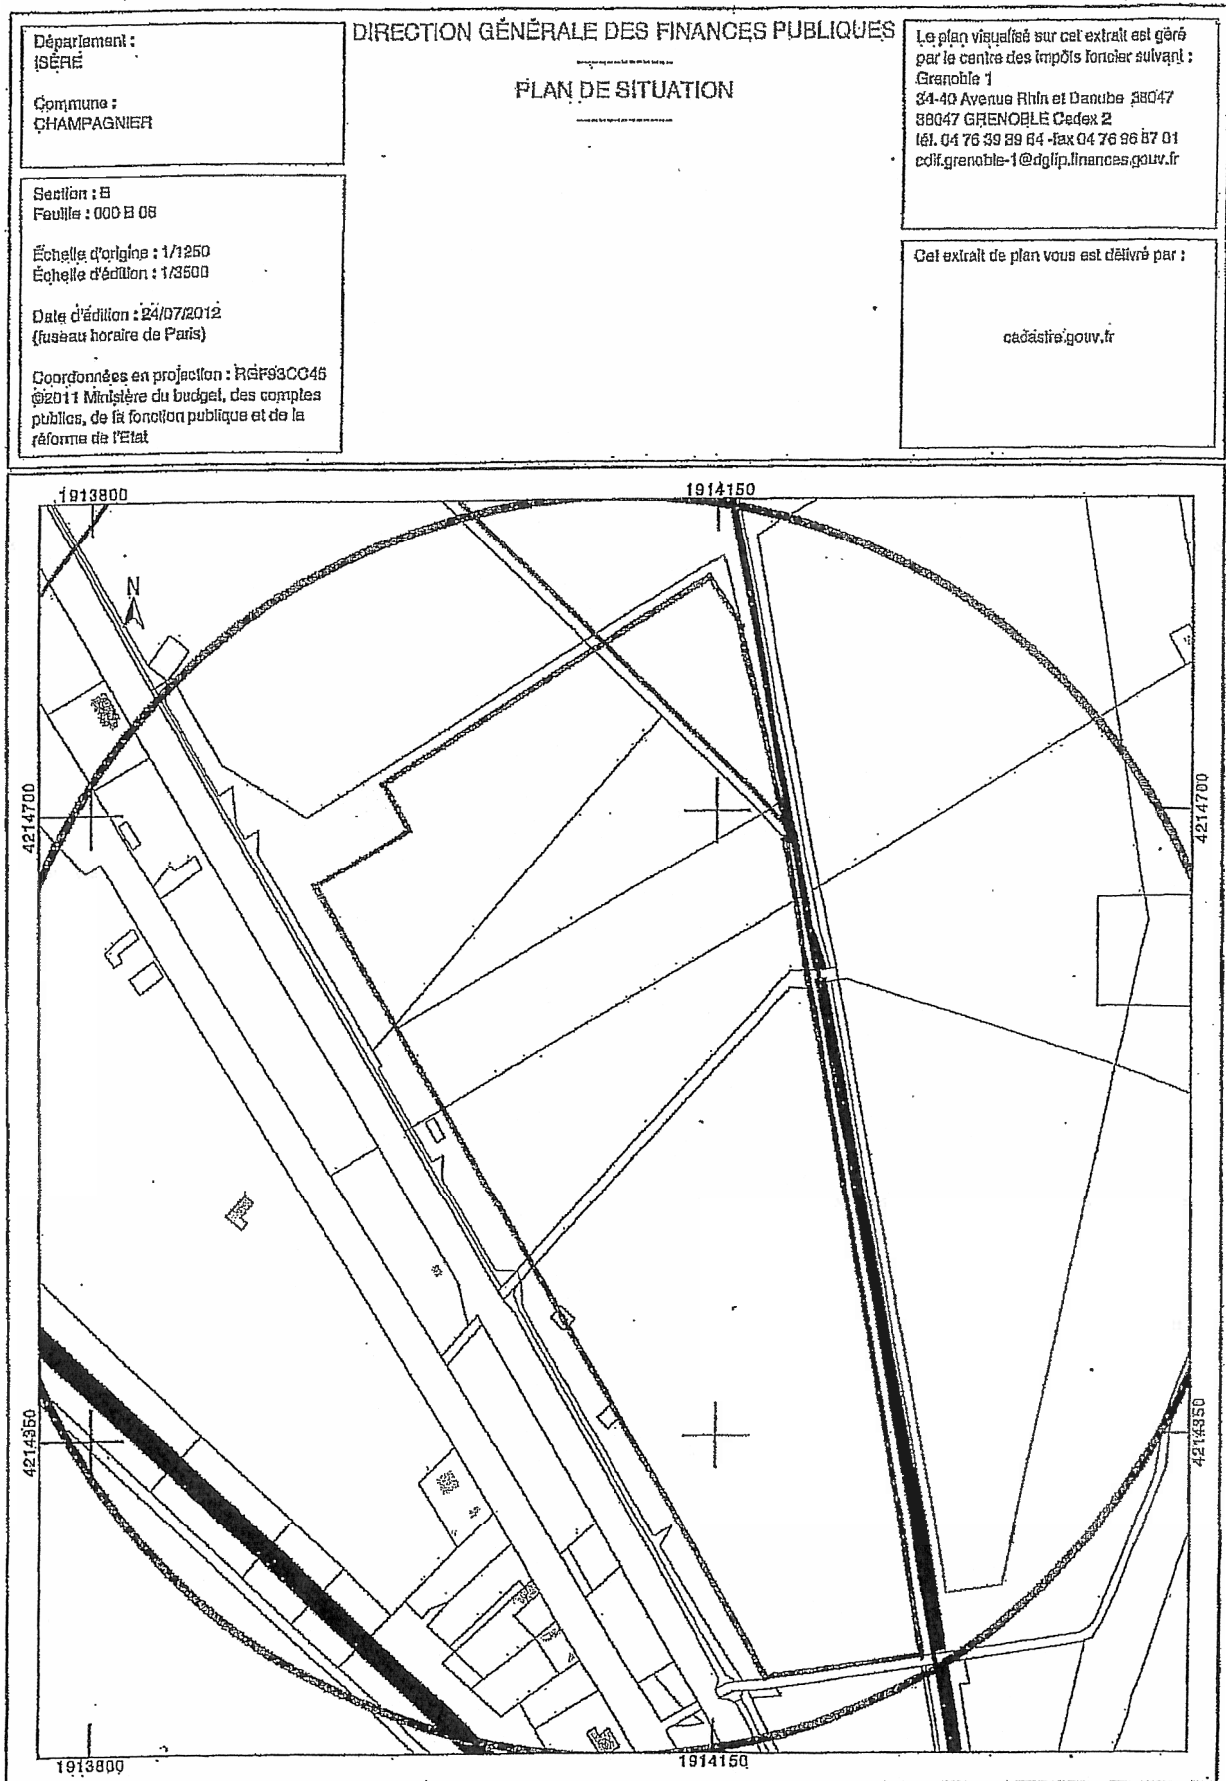 Département :
ISÈRE
Commune :
CHAMPAGNIER
Section : B
Feuille : 000 B 06
Échelle d'origine : 1/1250
Échelle d'édition : 1/3500
Date d'édition : 24/07/2012
(fuseau horaire de Paris)
Coordonnées en projection : RGF93CC45
©2011 Ministère du budget, des comptes
publics, de la fonction publique et de la
réforme de l'Etat
DIRECTION GÉNÉRALE DES FINANCES PUBLIQUES
PLAN DE SITUATION
Le plan visualisé sur cet extrait est géré
par le centre des impôts foncier suivant :
Grenoble 1
34-40 Avenue Rhin et Danube 38047
38047 GRENOBLE Cedex 2
tél. 04 76 39 39 64 -fax 04 76 96 87 01
cdif.grenoble-1@dgfip.finances.gouv.fr
Cet extrait de plan vous est délivré par :
cadastre.gouv.fr
1913800
1914150
N
4214700
4214700
4214350
4214350
1913800
1914150